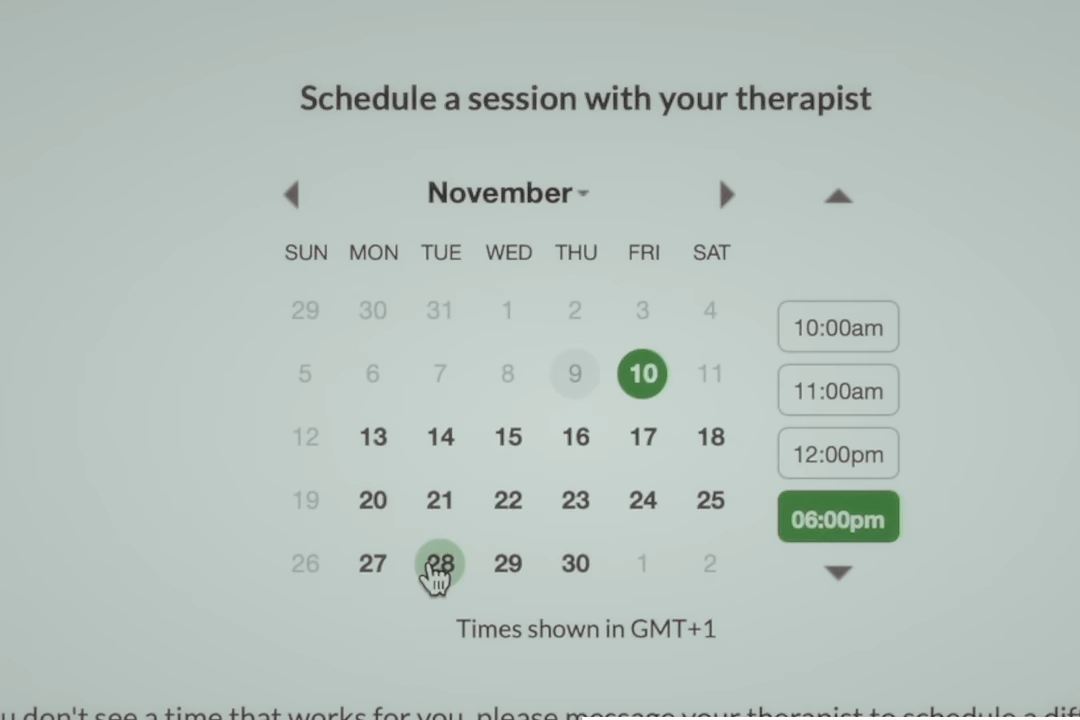 Schedule a session with your therapist
November
SUN MON TUE WED THU FRI SAT
29 30 31 1 2 3 4
10:00am
5 6 7 8 9 10 11
11:00am
12 13 14 15 16 17 18
12:00pm
19 20 21 22 23 24 25
06:00pm
26 27 28 29 30 1 2
Times shown in GMT+1
don't see a time that works for you, please message your therapist to schedule a